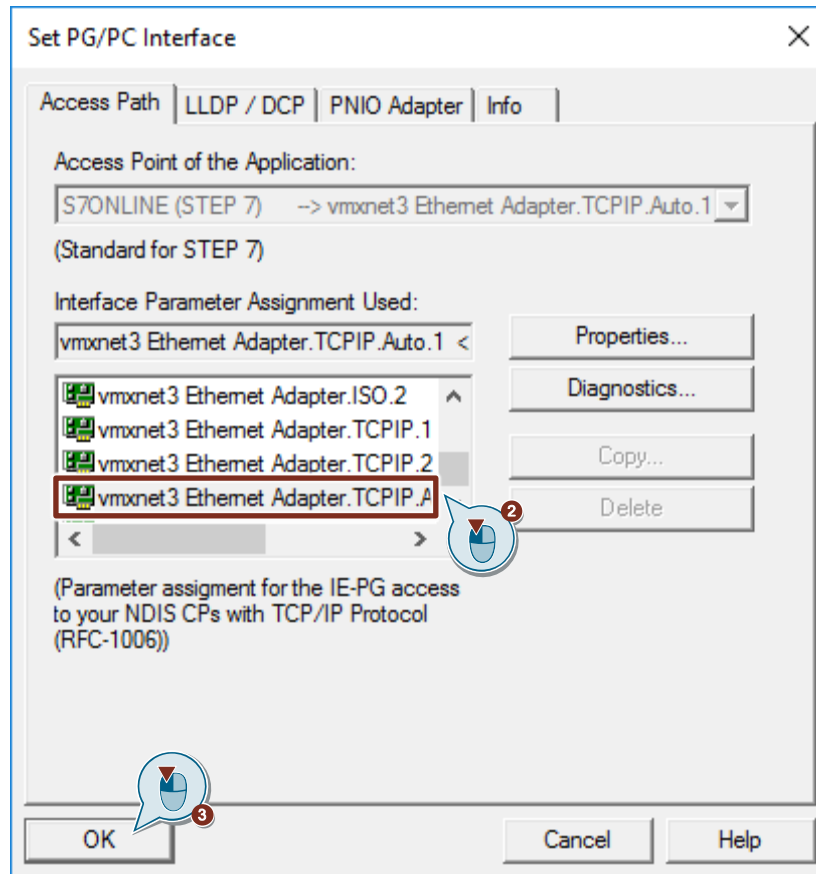 Set PG/PC Interface
Access Path LLDP / DCP PNIO Adapter Info
Access Point of the Application:
S7ONLINE (STEP 7) --> vmxnet3 Ethernet Adapter.TCPIP.Auto.1
(Standard for STEP 7)
Interface Parameter Assignment Used:
vmxnet3 Ethernet Adapter.TCPIP.Auto.1 <
Properties...
vmxnet3 Ethernet Adapter.ISO.2
Diagnostics...
vmxnet3 Ethernet Adapter.TCPIP.1
vmxnet3 Ethernet Adapter.TCPIP.2
Copy...
vmxnet3 Ethernet Adapter.TCPIP.A
2
Delete
(Parameter assigment for the IE-PG access
to your NDIS CPs with TCP/IP Protocol
(RFC-1006))
3
OK
Cancel
Help